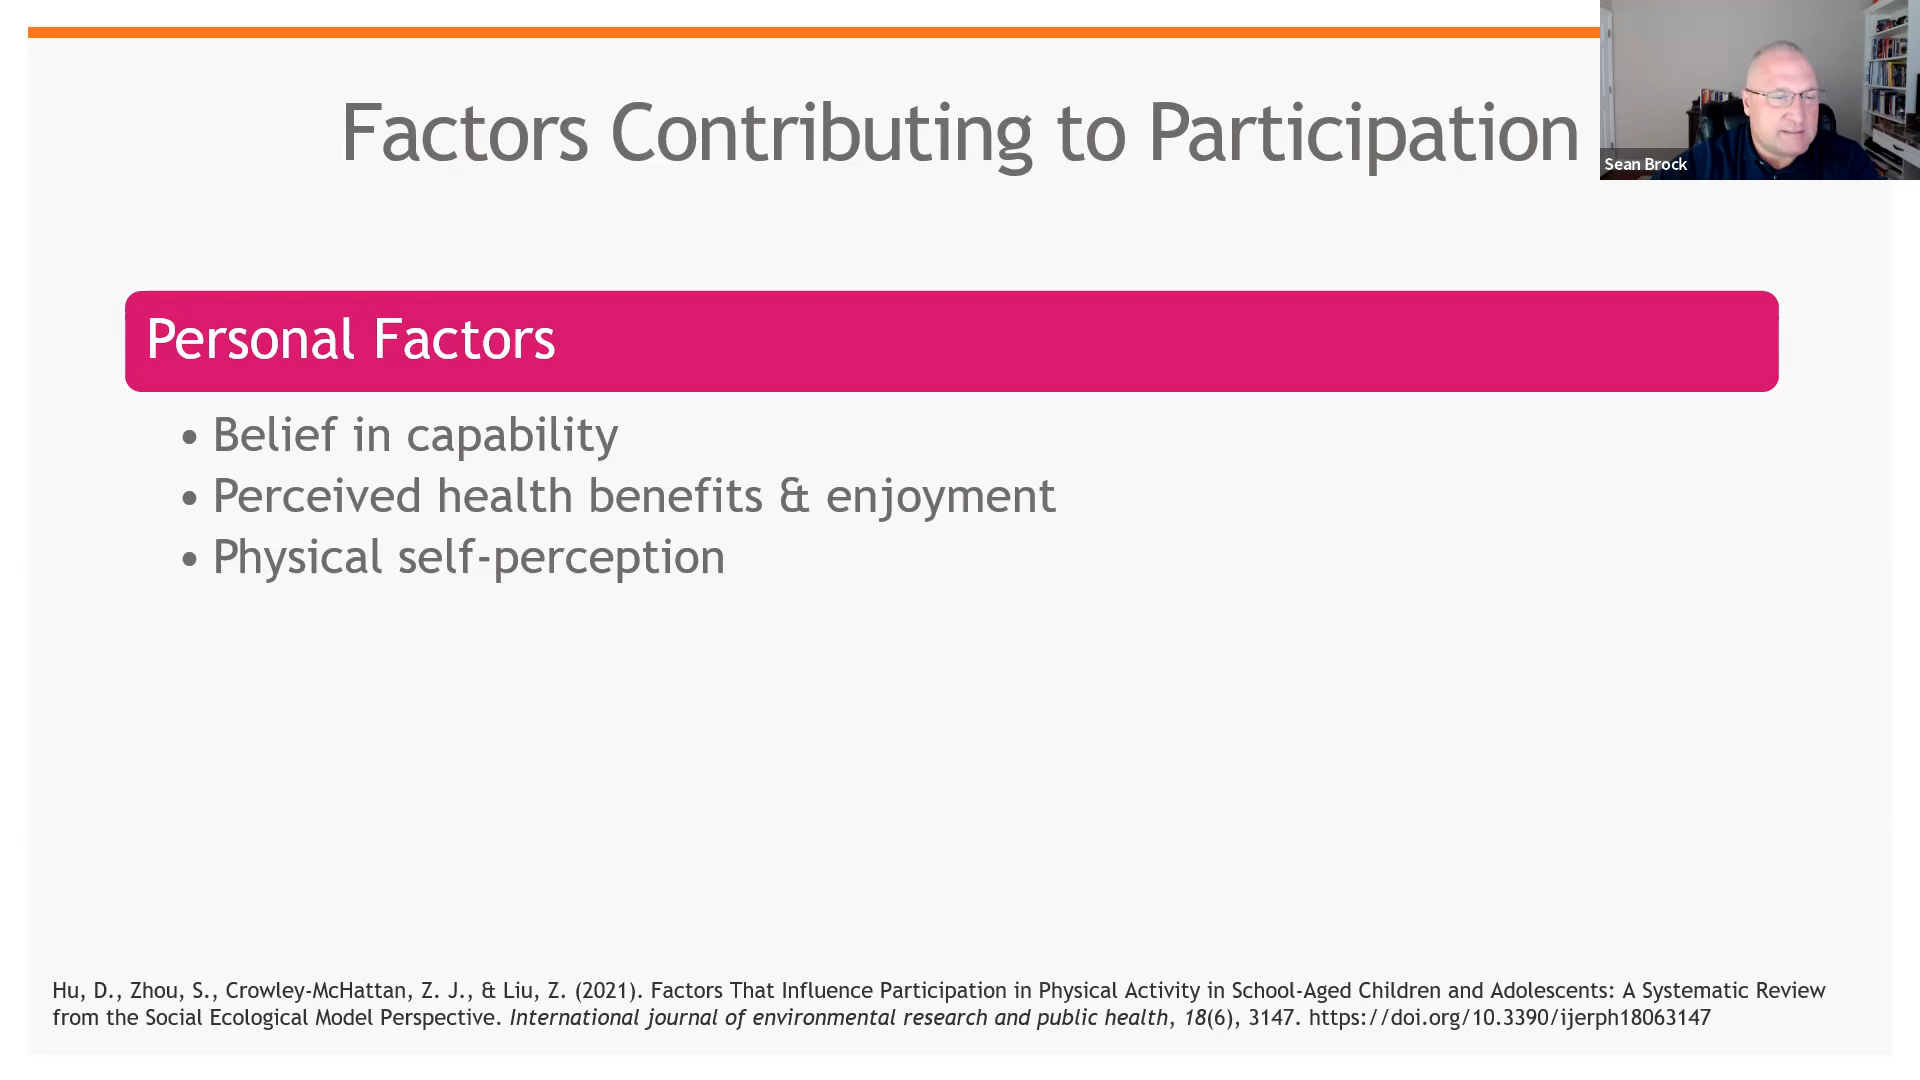 Factors Contributing to Participation
Sean Brock
Personal Factors
• Belief in capability
• Perceived health benefits & enjoyment
• Physical self-perception
Hu, D., Zhou, S., Crowley-McHattan, Z. J., & Liu, Z. (2021). Factors That Influence Participation in Physical Activity in School-Aged Children and Adolescents: A Systematic Review
from the Social Ecological Model Perspective. International journal of environmental research and public health, 18(6), 3147. https://doi.org/10.3390/ijerph18063147